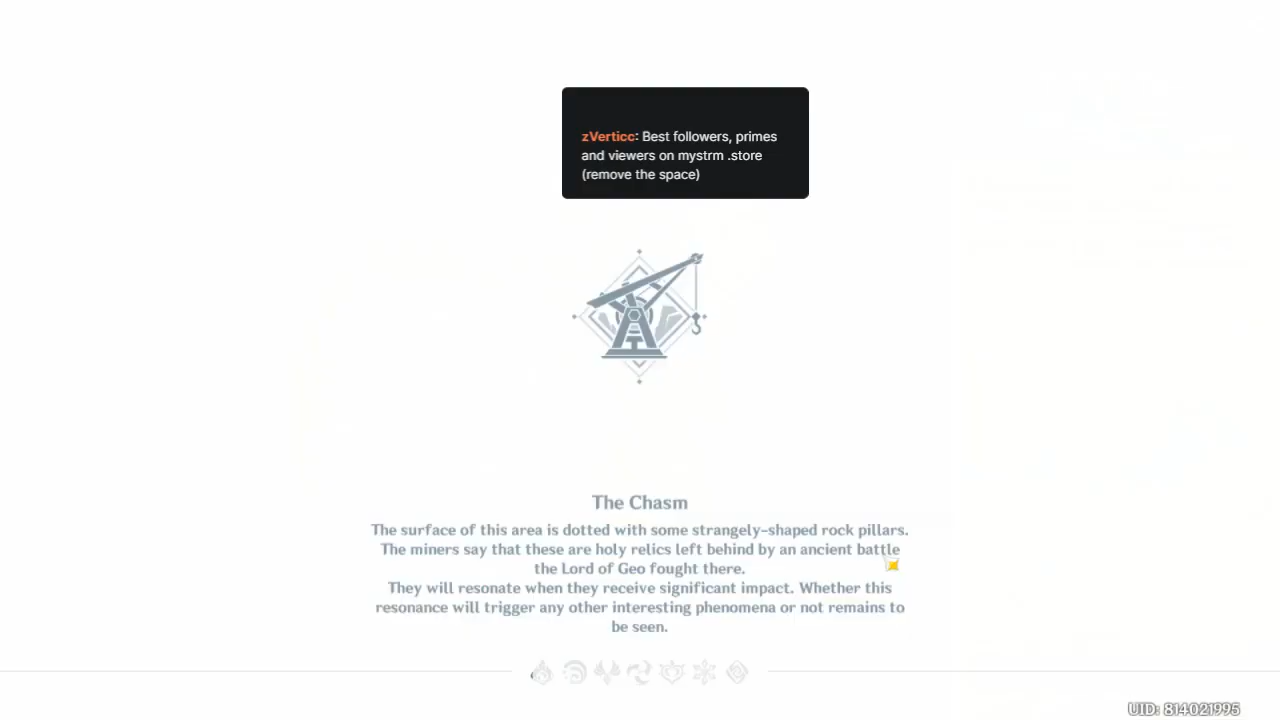 zVerticc: Best followers, primes
and viewers on mystrm .store
(remove the space)
The Chasm
The surface of this area is dotted with some strangely-shaped rock pillars.
The miners say that these are holy relics left behind by an ancient battle
the Lord of Geo fought there.
They will resonate when they receive significant impact. Whether this
resonance will trigger any other interesting phenomena or not remains to
be seen.
UID: 814021995